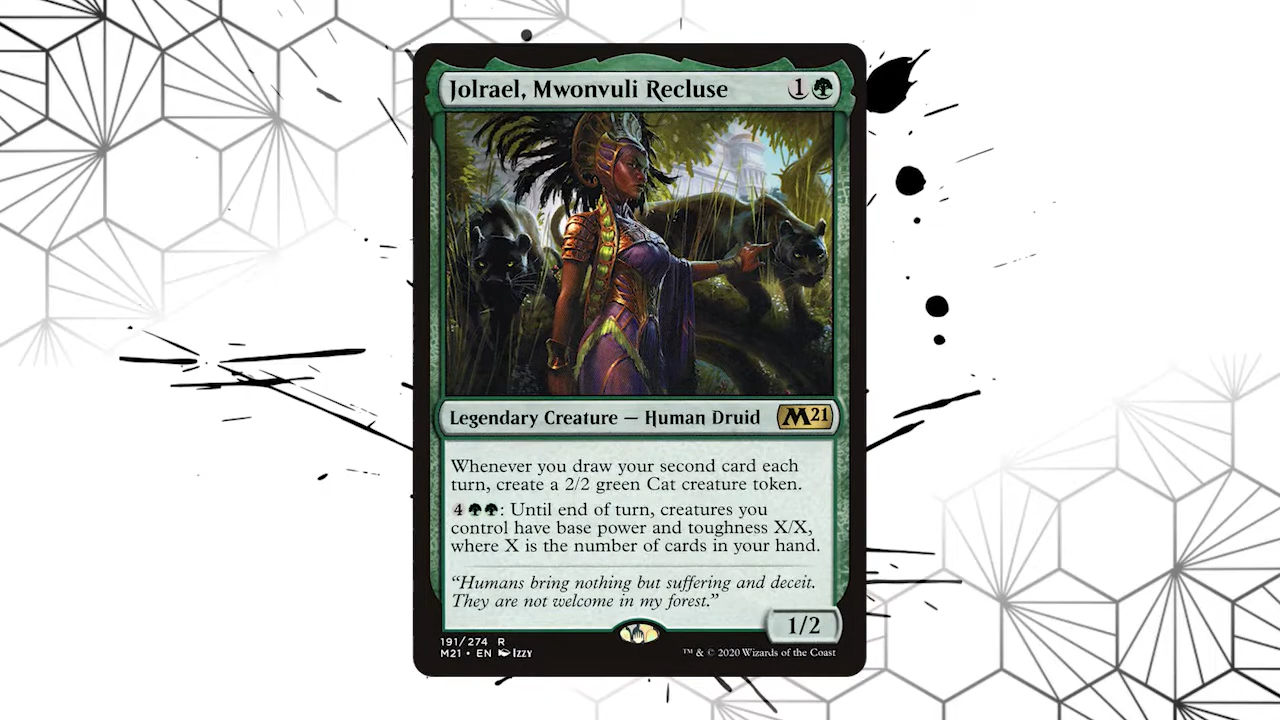 Jolrael, Mwonvuli Recluse 1
Legendary Creature — Human Druid M21
Whenever you draw your second card each
turn, create a 2/2 green Cat creature token.
4: Until end of turn, creatures you
control have base power and toughness X/X,
where X is the number of cards in your hand.
“Humans bring nothing but suffering and deceit.
They are not welcome in my forest.”
1/2
191/274 R
M21 • EN Izzy
™ & © 2020 Wizards of the Coast